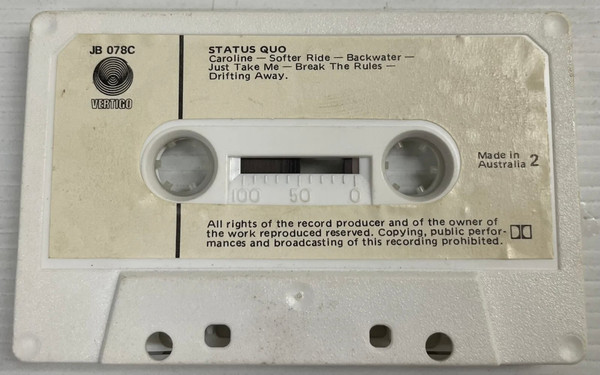 JB 078C
VERTIGO
STATUS QUO
Caroline — Softer Ride — Backwater —
Just Take Me — Break The Rules —
Drifting Away.
100 50 0
Made in
Australia 2
All rights of the record producer and of the owner of
the work reproduced reserved. Copying, public perfor-
mances and broadcasting of this recording prohibited.